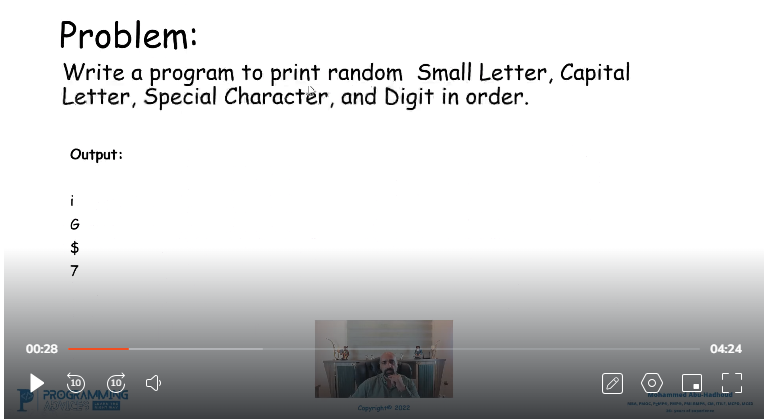 Problem:
Write a program to print random Small Letter, Capital
Letter, Special Character, and Digit in order.
Output:
i
G
$
7
00:28
04:24
10
10
PROGRAMMING
Mohammed Abu-Hadhoud
Copyright© 2022